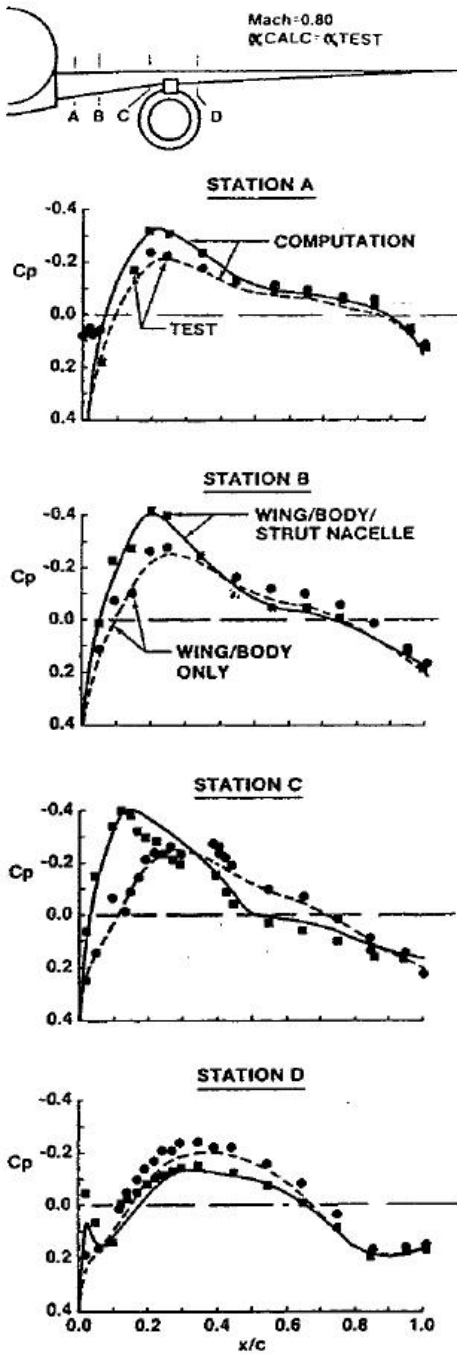 Mach=0.80
αCALC=αTEST
A B C D
STATION A
-0.4
-0.2
Cp
0.0
0.2
0.4
COMPUTATION
TEST
STATION B
-0.4
-0.2
Cp
0.0
0.2
0.4
WING/BODY/
STRUT NACELLE
WING/BODY
ONLY
STATION C
-0.4
-0.2
Cp
0.0
0.2
0.4
STATION D
-0.4
-0.2
Cp
0.0
0.2
0.4
0.0 0.2 0.4 0.6 0.8 1.0
x/c